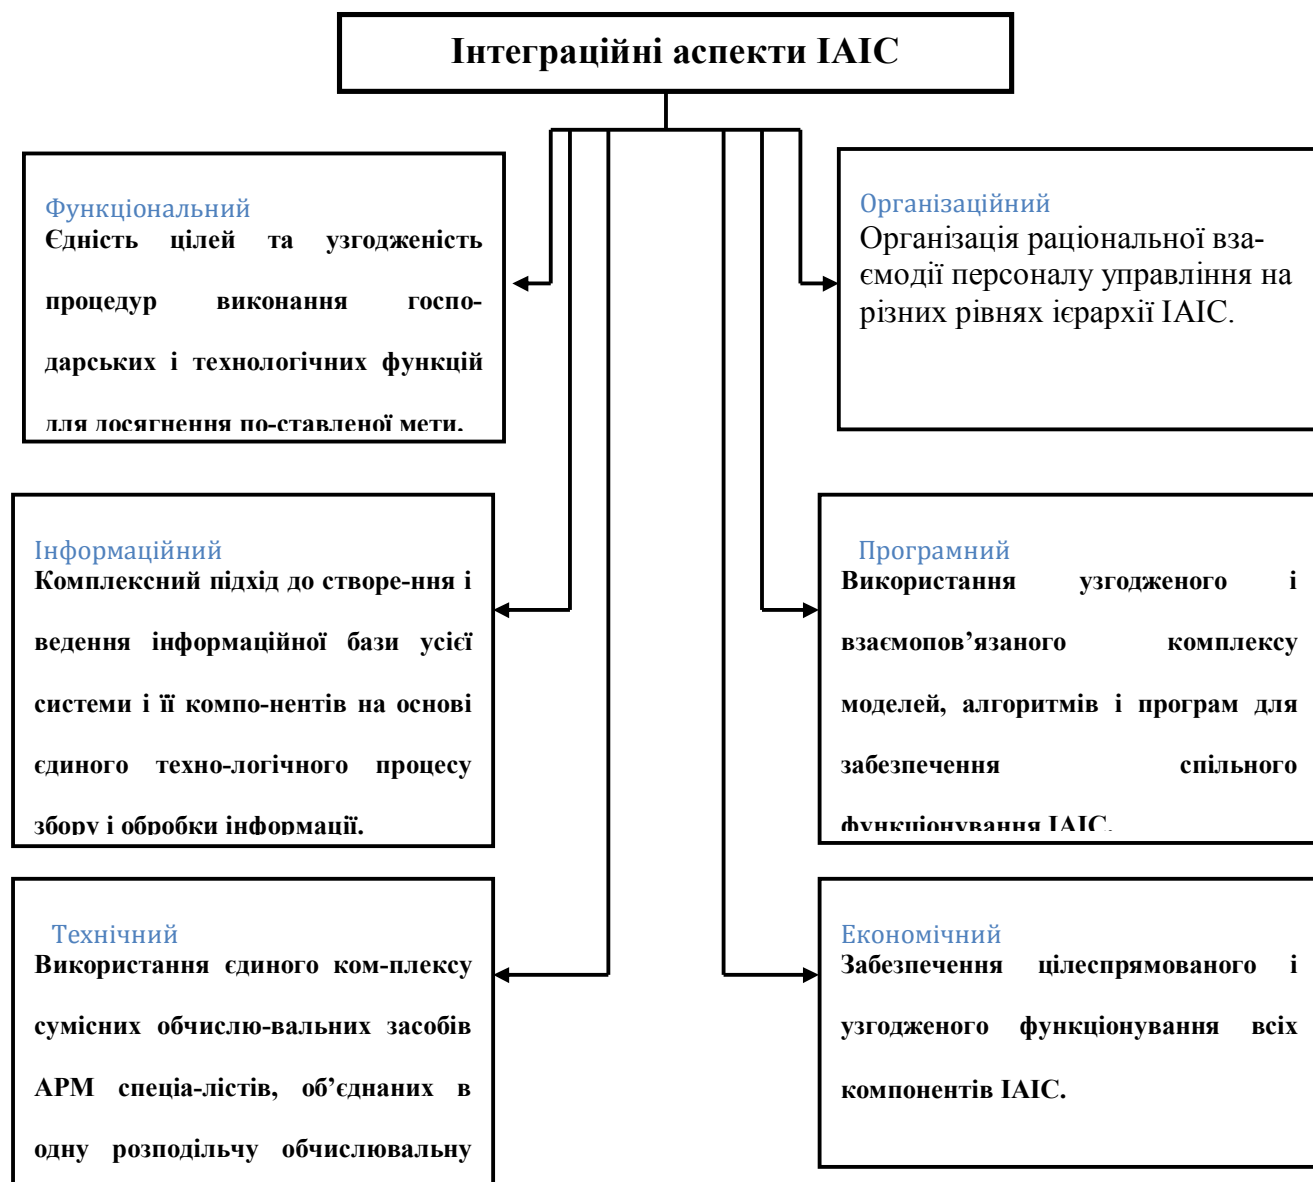 Інтеграційні аспекти ІАІС
Функціональний
Єдність цілей та узгодженість
процедур виконання госпо-
дарських і технологічних функцій
для досягнення по-ставленої мети.
Організаційний
Організація раціональної вза-
ємодії персоналу управління на
різних рівнях ієрархії ІАІС.
Інформаційний
Комплексний підхід до створе-ння і
ведення інформаційної бази усієї
системи і її компо-нентів на основі
єдиного техно-логічного процесу
збору і обробки інформації.
Програмний
Використання узгодженого і
взаємопов’язаного комплексу
моделей, алгоритмів і програм для
забезпечення спільного
функціонування ІАІС.
Технічний
Використання єдиного ком-плексу
сумісних обчислю-вальних засобів
АРМ спеціа-лістів, об’єднаних в
одну розподільчу обчислювальну
Економічний
Забезпечення цілеспрямованого і
узгодженого функціонування всіх
компонентів ІАІС.